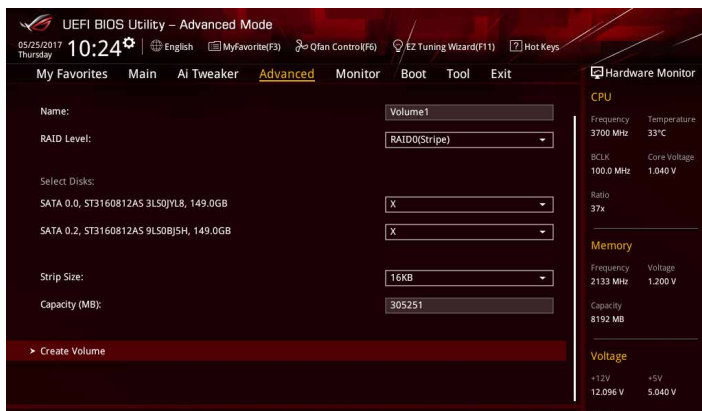 UEFI BIOS Utility – Advanced Mode
05/25/2017 Thursday 10:24 English MyFavorite(F3) Qfan Control(F6) EZ Tuning Wizard(F11) ? Hot Keys
My Favorites Main Ai Tweaker Advanced Monitor Boot Tool Exit
Name: Volume1
RAID Level: RAID0(Stripe)
Select Disks:
SATA 0.0, ST3160812AS 3LS0JYL8, 149.0GB X
SATA 0.2, ST3160812AS 9LS0BJ5H, 149.0GB X
Strip Size: 16KB
Capacity (MB): 305251
> Create Volume
Hardware Monitor
CPU
Frequency Temperature
3700 MHz 33°C
BCLK Core Voltage
100.0 MHz 1.040 V
Ratio
37x
Memory
Frequency Voltage
2133 MHz 1.200 V
Capacity
8192 MB
Voltage
+12V +5V
12.096 V 5.040 V